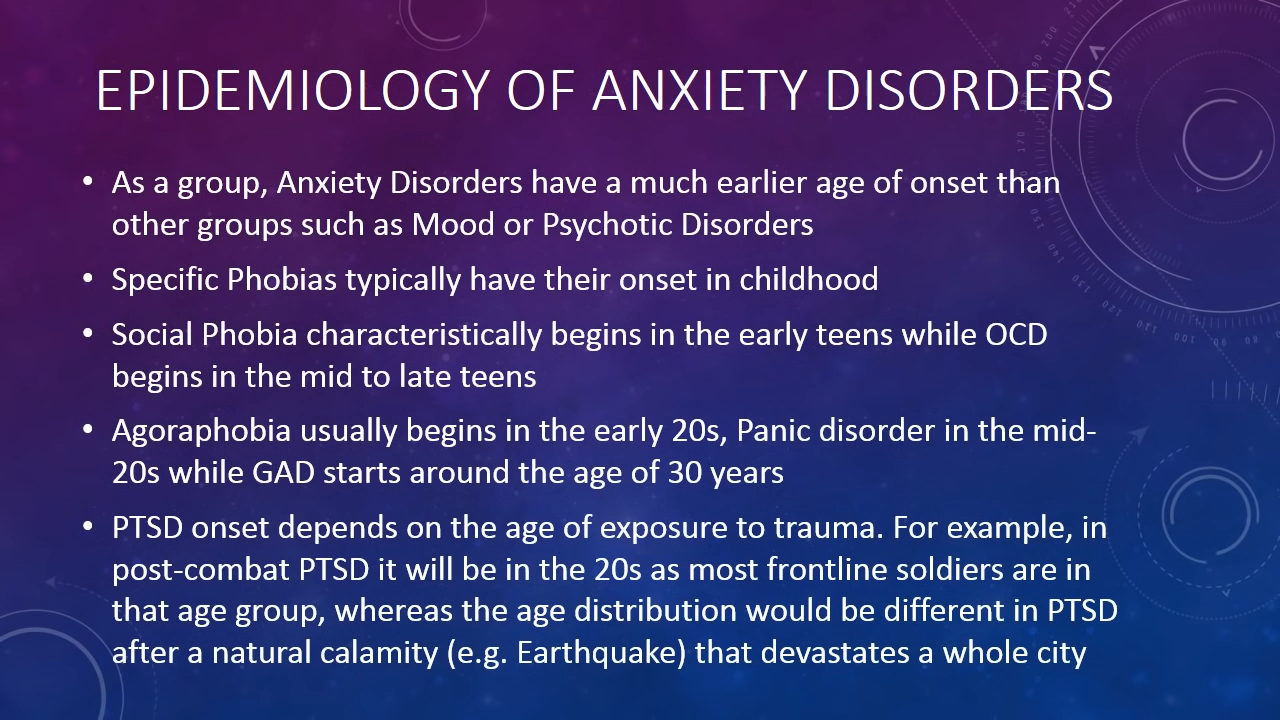 EPIDEMIOLOGY OF ANXIETY DISORDERS
• As a group, Anxiety Disorders have a much earlier age of onset than
other groups such as Mood or Psychotic Disorders
• Specific Phobias typically have their onset in childhood
• Social Phobia characteristically begins in the early teens while OCD
begins in the mid to late teens
• Agoraphobia usually begins in the early 20s, Panic disorder in the mid-
20s while GAD starts around the age of 30 years
• PTSD onset depends on the age of exposure to trauma. For example, in
post-combat PTSD it will be in the 20s as most frontline soldiers are in
that age group, whereas the age distribution would be different in PTSD
after a natural calamity (e.g. Earthquake) that devastates a whole city